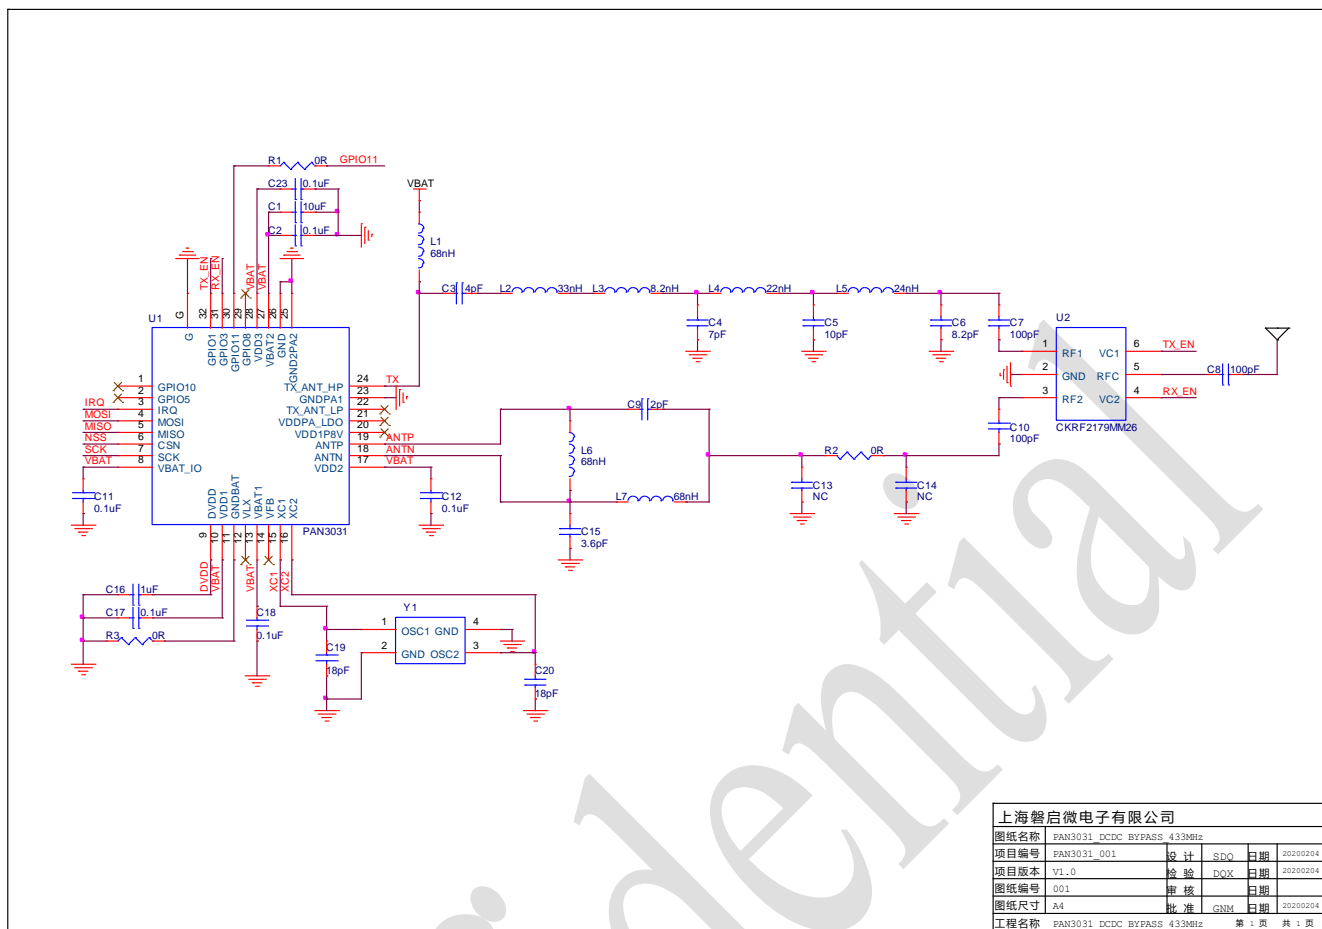 R1 0R GPIO11
C23 0.1uF
VBAT
C1 10uF
C2 0.1uF
L1
68nH
TX_EN
RX_EN
VBAT
VBAT
C3 4pF L2 33nH L3 8.2nH L4 22nH L5 24nH
C4
7pF
C5
10pF
C6
8.2pF
C7
100pF
U1
G 32 31 30 29 28 27 26 25
G
GPIO1
GPIO3
GPIO11
GPIO8
VDD3
VBAT2
GND
GND2PA2
U2
1 RF1 VC1 6 TX_EN
2 GND RFC 5 C8 100pF
3 RF2 VC2 4 RX_EN
CKRF2179MM26
1 GPIO10
2 GPIO5
IRQ 3 IRQ
MOSI 4 MOSI
MISO 5 MISO
NSS 6 CSN
SCK 7 SCK
VBAT 8 VBAT_IO
TX_ANT_HP 24 TX
GNDPA1 23
TX_ANT_LP 22
VDDPA_LDO 21
VDD1P8V 20
ANTP 19 ANTP
ANTN 18 ANTN
VDD2 17 VBAT
C9 2pF
C10
100pF
L6
68nH
R2 0R
L7 68nH
C11
0.1uF
C12
0.1uF
C13
NC
C14
NC
C15
3.6pF
DVDD
VDD1
GNDBAT
VLX
VBAT1
VFB
XC1
XC2
PAN3031
9 10 11 12 13 14 15 16
DVDD
VBAT
VBAT
XC1
XC2
C16 1uF
C17 0.1uF
R3 0R
C18
0.1uF
Y1
1 OSC1 GND 4
2 GND OSC2 3
C19
18pF
C20
18pF
idential
上海磐启微电子有限公司
图纸名称 PAN3031_DCDC BYPASS_433MHz
项目编号 PAN3031_001 设 计 SDQ 日期 20200204
项目版本 V1.0 检 验 DQX 日期 20200204
图纸编号 001 审 核 日期
图纸尺寸 A4 批 准 GNM 日期 20200204
工程名称 PAN3031_DCDC BYPASS_433MHz 第 1 页 共 1 页